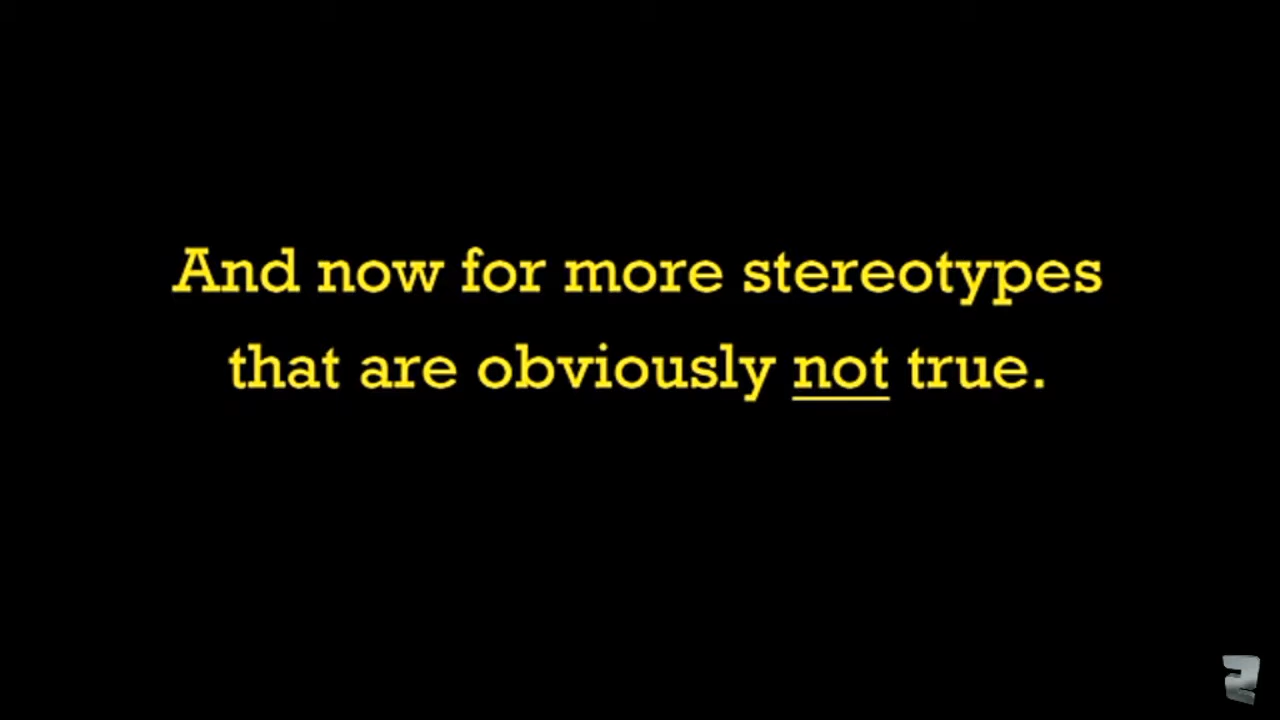 And now for more stereotypes
that are obviously not true.